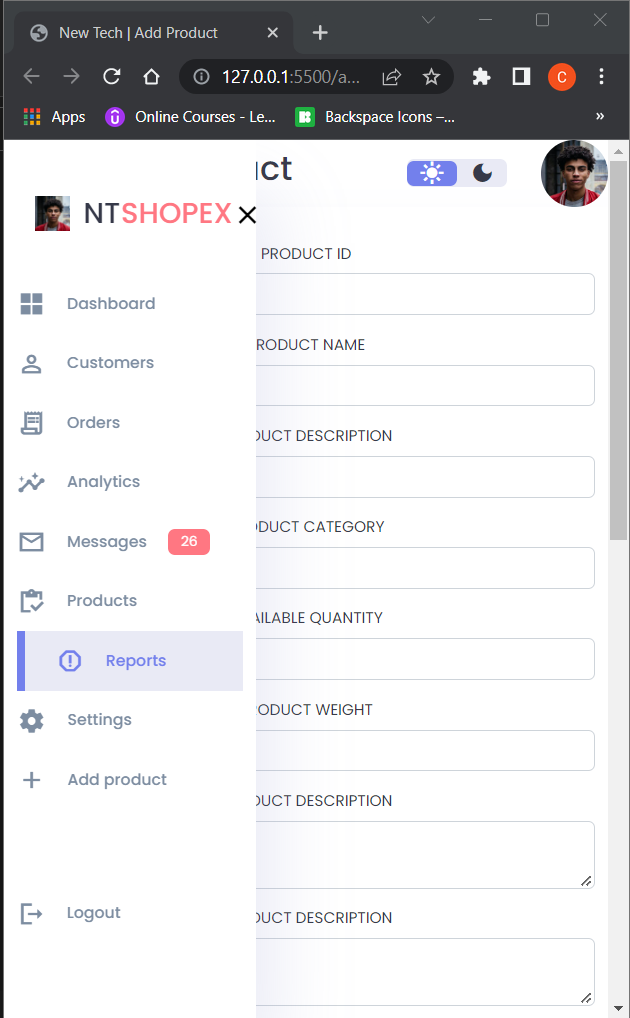 New Tech | Add Product
127.0.0.1:5500/a...
C
Apps
Online Courses - Le...
Backspace Icons –...
»
uct
NTSHOPEX
PRODUCT ID
Dashboard
PRODUCT NAME
Customers
Orders
DUCT DESCRIPTION
Analytics
ODUCT CATEGORY
Messages 26
Products
AILABLE QUANTITY
Reports
RODUCT WEIGHT
Settings
Add product
DUCT DESCRIPTION
Logout
DUCT DESCRIPTION